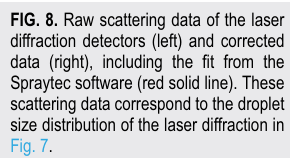 FIG. 8. Raw scattering data of the laser
diffraction detectors (left) and corrected
data (right), including the fit from the
Spraytec software (red solid line). These
scattering data correspond to the droplet
size distribution of the laser diffraction in
Fig. 7.